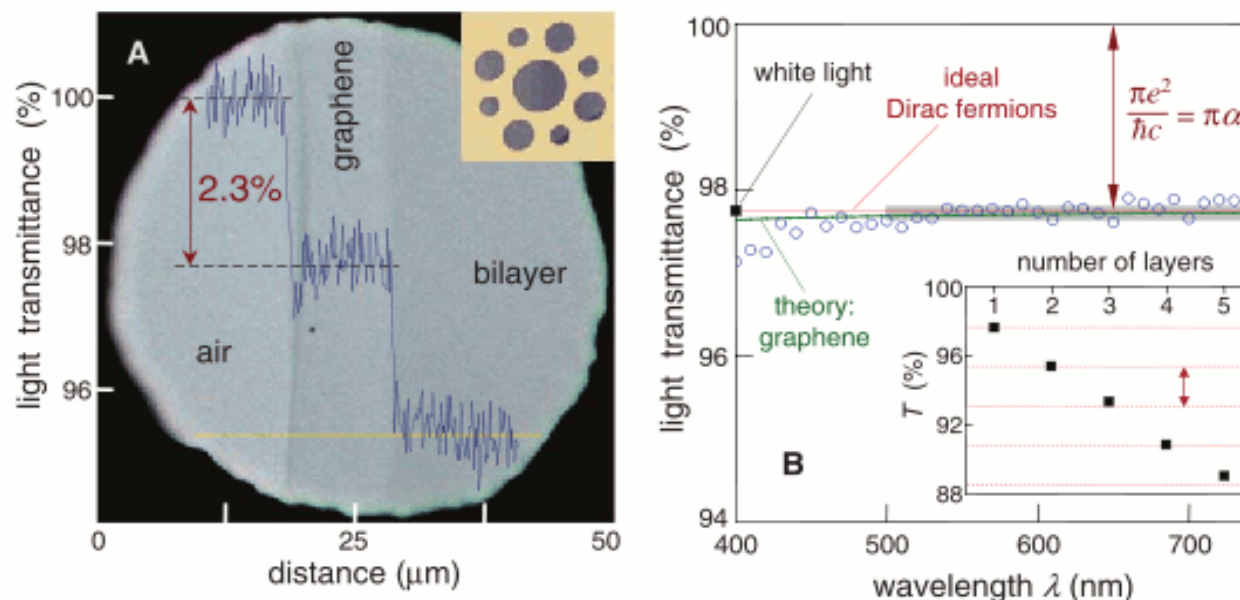 A
light transmittance (%)
100
98
96
2.3%
graphene
air
bilayer
0
25
50
distance (μm)
B
light transmittance (%)
100
98
96
94
white light
ideal
Dirac fermions
πe²
ħc
= πα
theory:
graphene
number of layers
1 2 3 4 5
T (%)
100
96
92
88
400 500 600 700
wavelength λ (nm)